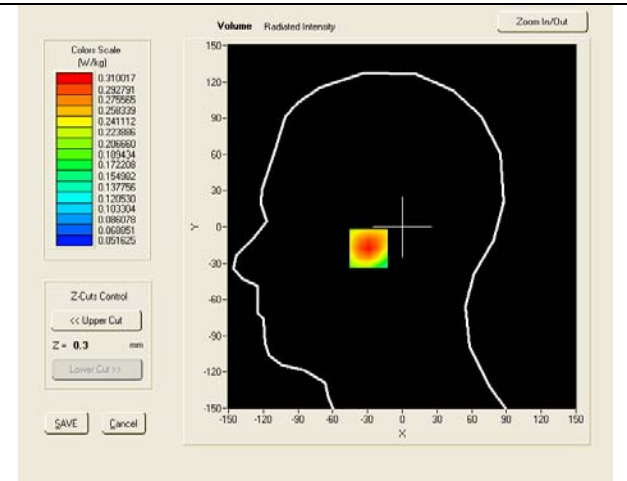 Volume Radiated Intensity
Zoom In/Out
Colors Scale
(W/kg)
0.310017
0.292791
0.275565
0.258339
0.241112
0.223886
0.206660
0.189434
0.172208
0.154982
0.137756
0.120530
0.103304
0.086078
0.068851
0.051625
Z-Cuts Control
<< Upper Cut
Z = 0.3 mm
Lower Cut >>
SAVE Cancel
150
120
90
60
30
0
-30
-60
-90
-120
-150
Y
-150 -120 -90 -60 -30 0 30 60 90 120 150
X